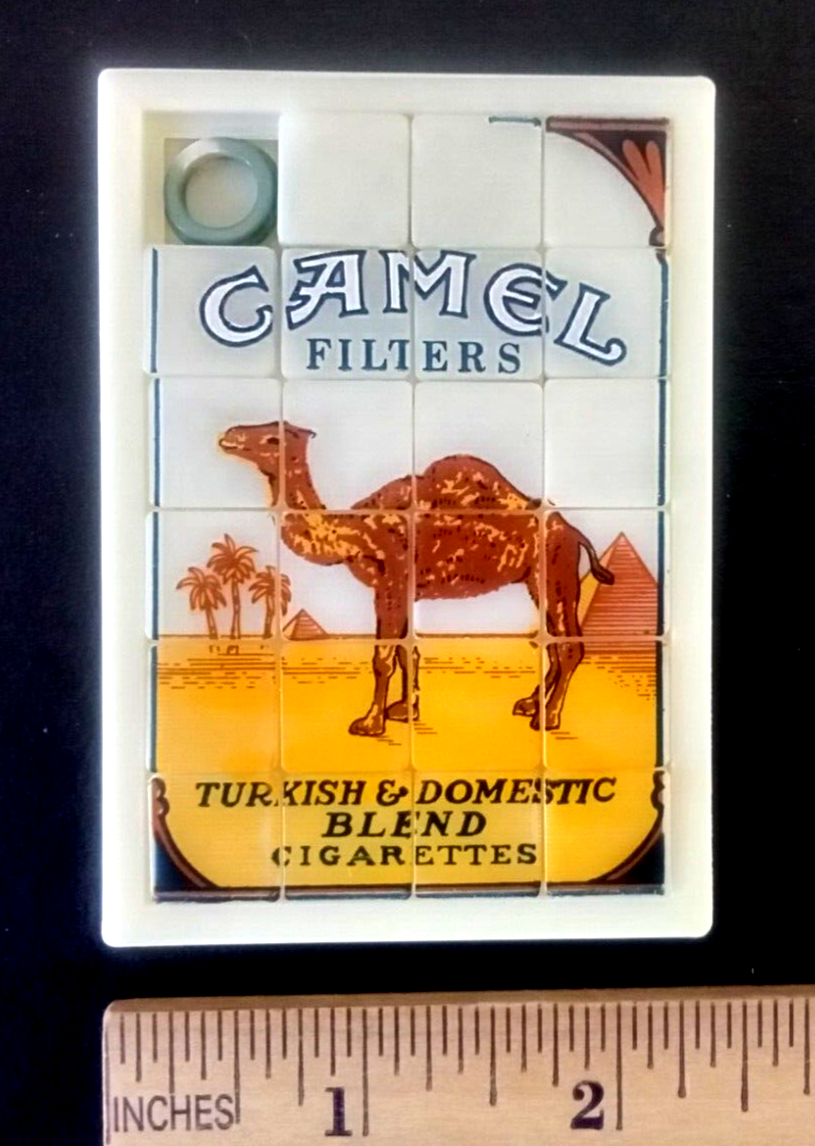 CAMEL
FILTERS
TURKISH & DOMESTIC
BLEND
CIGARETTES
INCHES 1 2